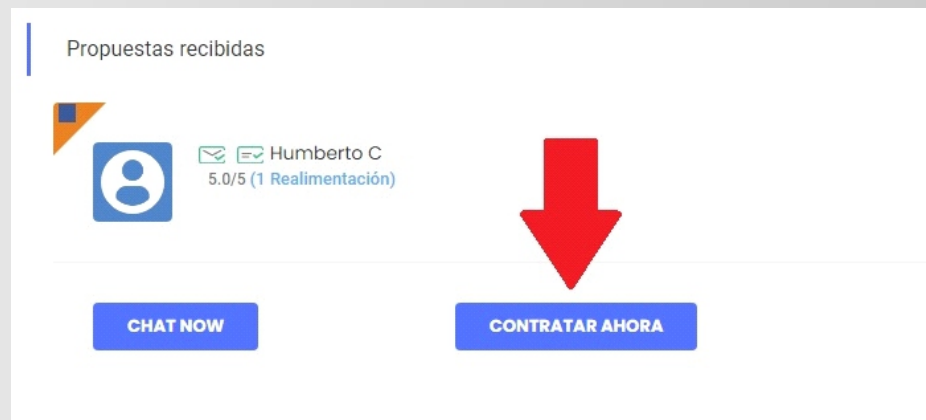 Propuestas recibidas
Humberto C
5.0/5 (1 Realimentación)
CHAT NOW
CONTRATAR AHORA